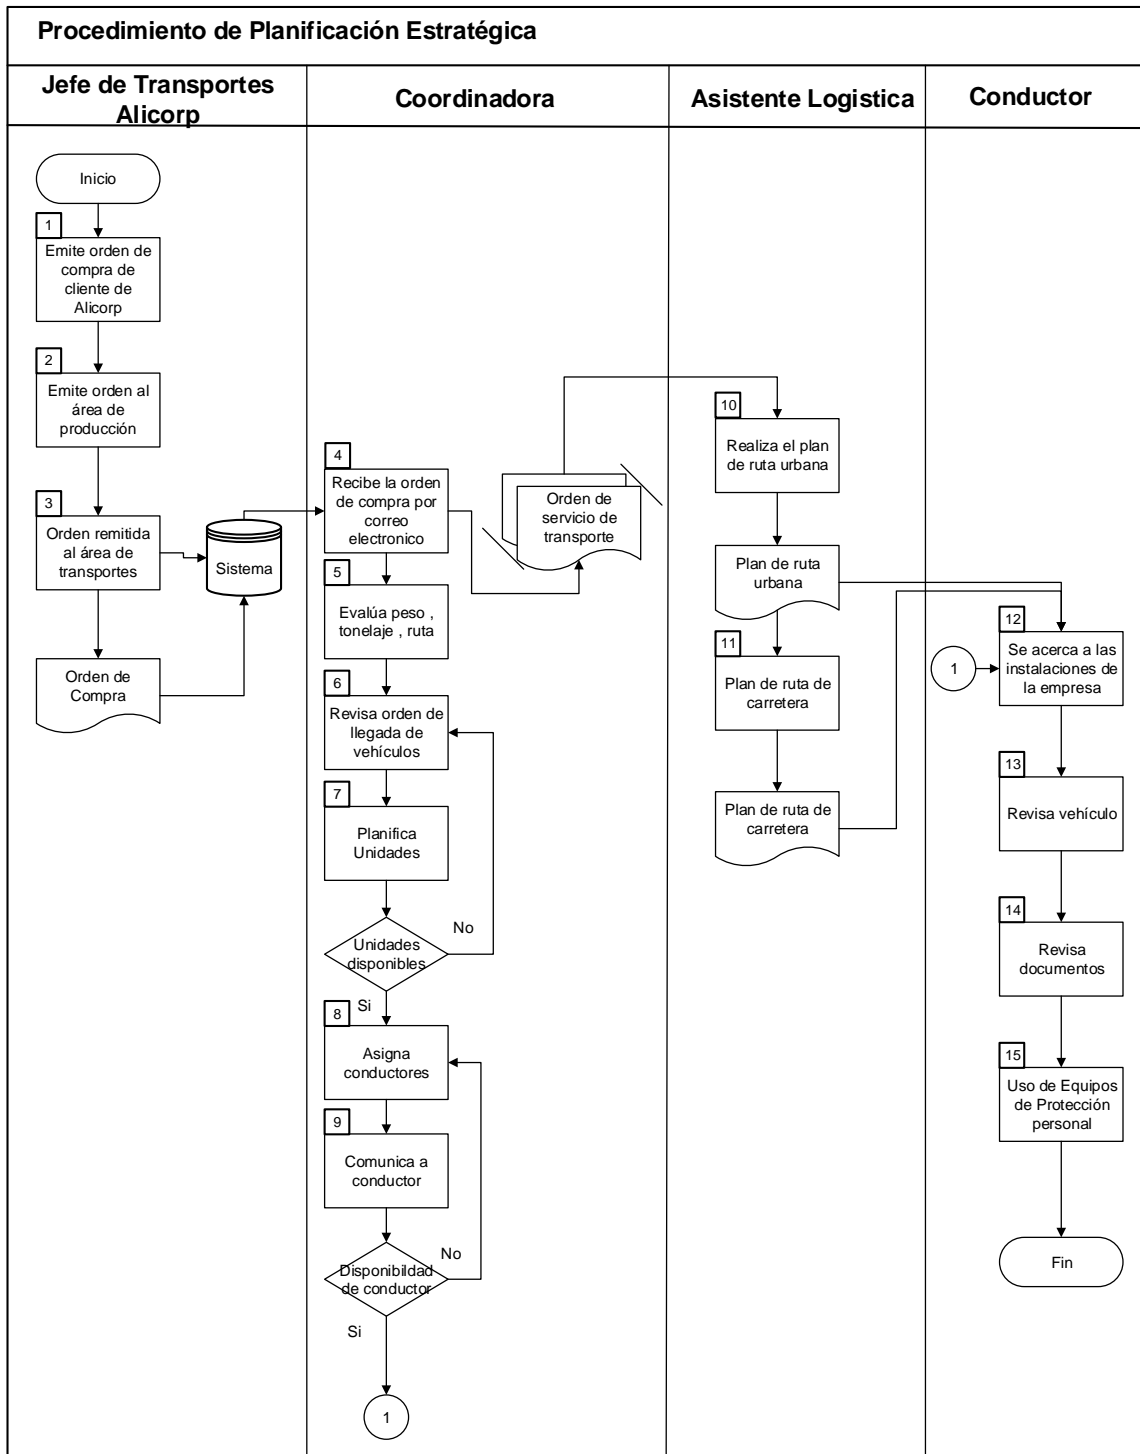 Procedimiento de Planificación Estratégica
Jefe de Transportes
Alicorp
Coordinadora
Asistente Logistica
Conductor
Inicio
1
Emite orden de
compra de
cliente de
Alicorp
2
Emite orden al
área de
producción
3
Orden remitida
al área de
transportes
Sistema
Orden de
Compra
4
Recibe la orden
de compra por
correo
electronico
Orden de
servicio de
transporte
5
Evalúa peso ,
tonelaje , ruta
6
Revisa orden de
llegada de
vehículos
7
Planifica
Unidades
Unidades
disponibles
No
Si
8
Asigna
conductores
9
Comunica a
conductor
Disponibildad
de conductor
No
Si
1
10
Realiza el plan
de ruta urbana
Plan de ruta
urbana
11
Plan de ruta de
carretera
Plan de ruta de
carretera
1
12
Se acerca a las
instalaciones de
la empresa
13
Revisa vehículo
14
Revisa
documentos
15
Uso de Equipos
de Protección
personal
Fin